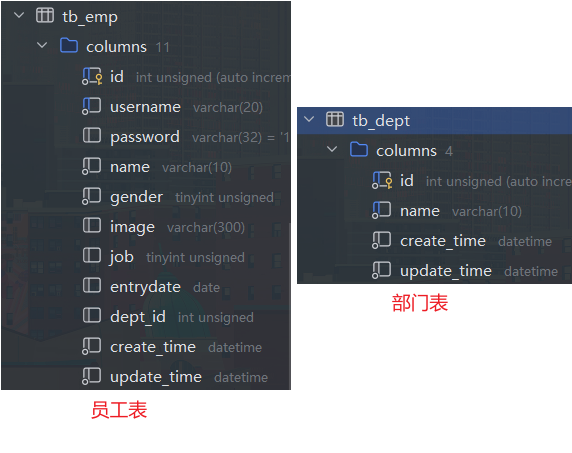 tb_emp
columns 11
id int unsigned (auto increm
username varchar(20)
password varchar(32) = '1
name varchar(10)
gender tinyint unsigned
image varchar(300)
job tinyint unsigned
entrydate date
dept_id int unsigned
create_time datetime
update_time datetime
员工表
tb_dept
columns 4
id int unsigned (auto incre
name varchar(10)
create_time datetime
update_time datetime
部门表